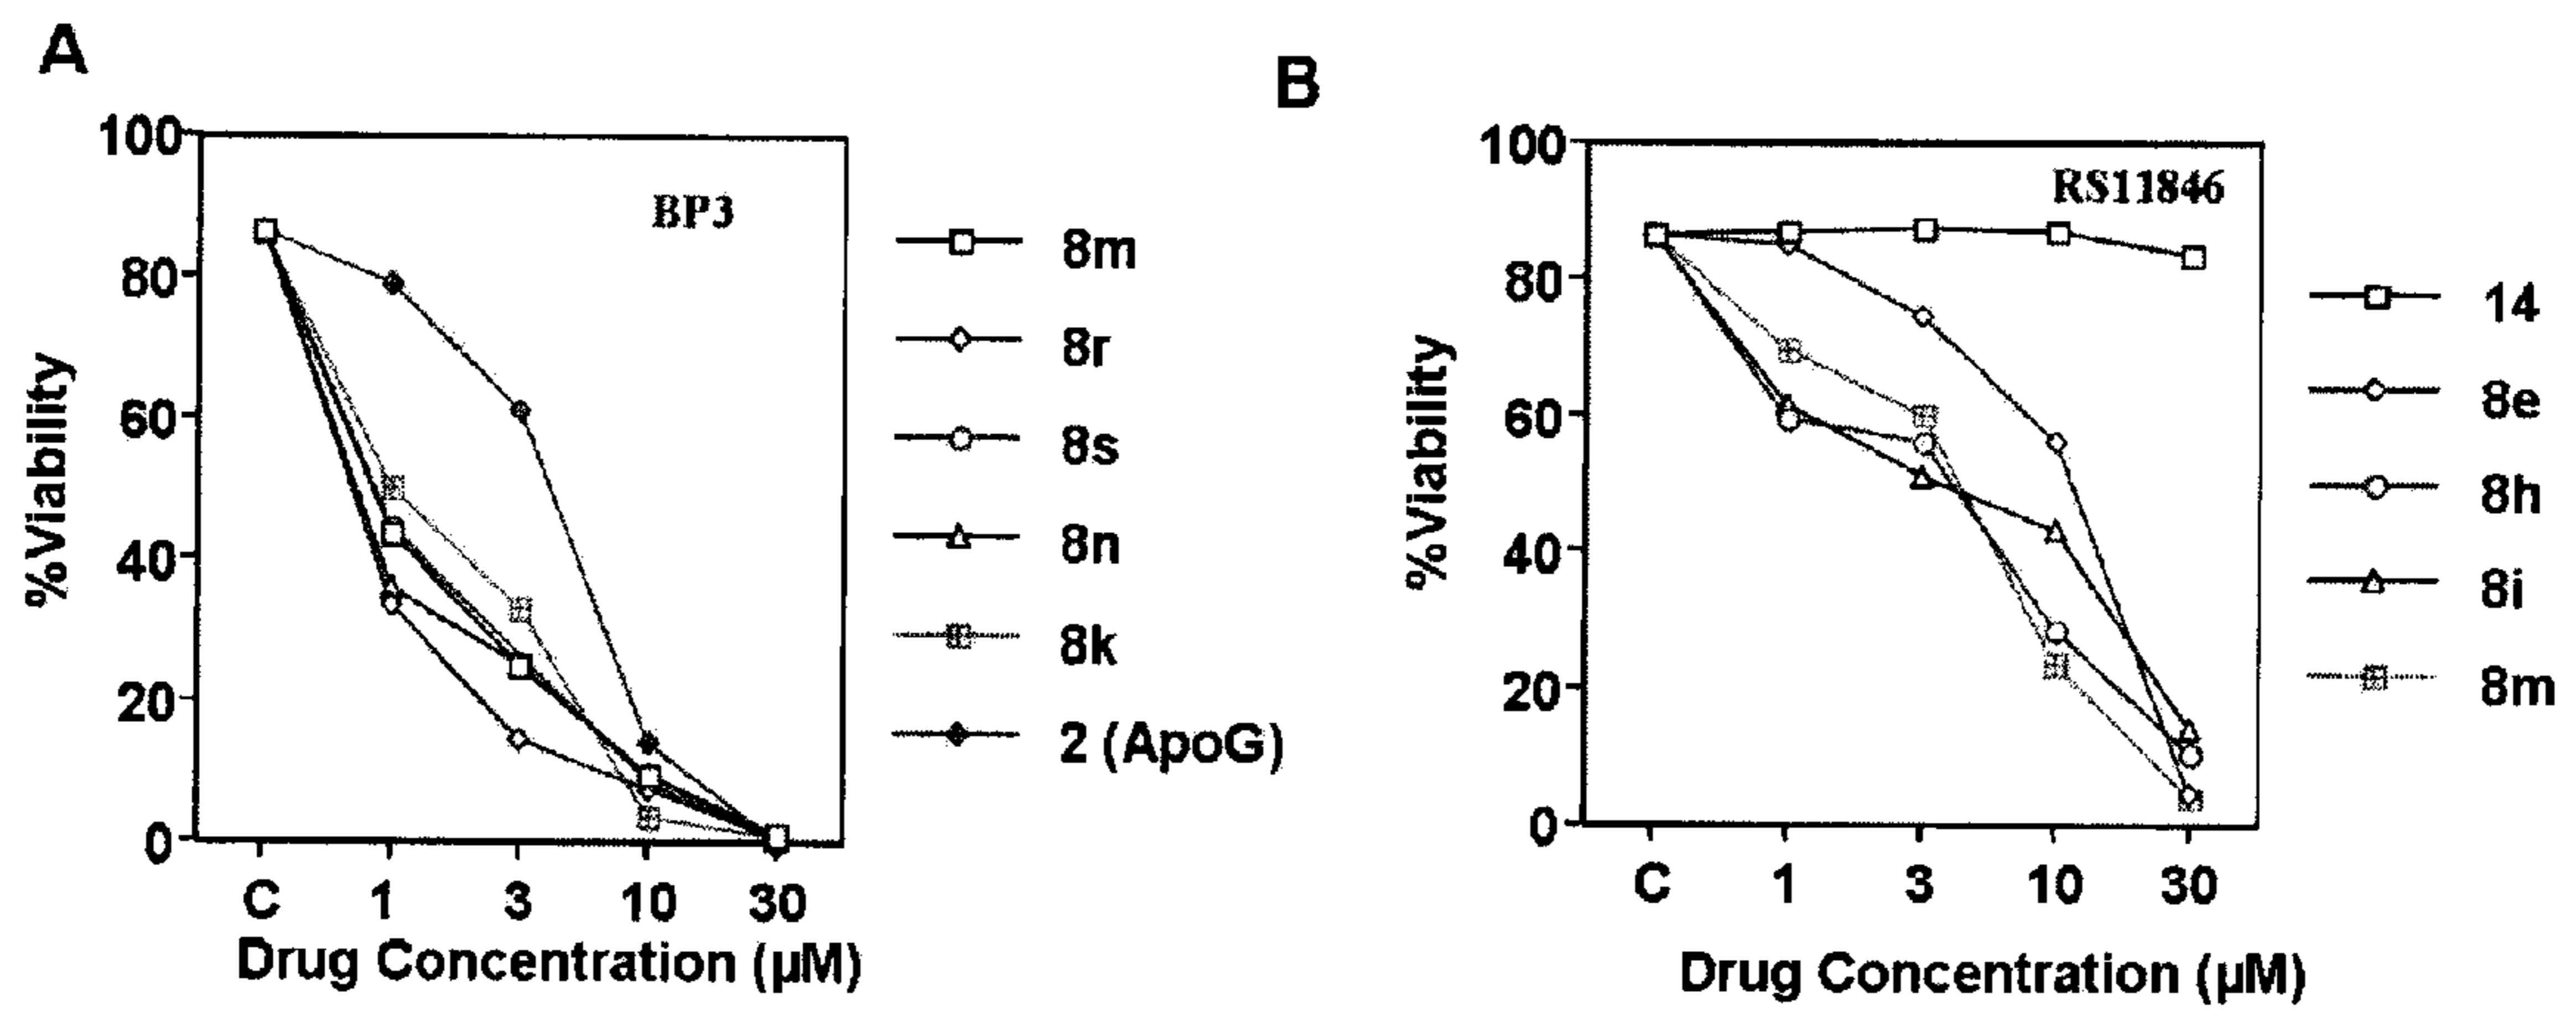 A
100
80
60
40
20
0
%Viability
BP3
C 1 3 10 30
Drug Concentration (µM)
8m
8r
8s
8n
8k
2 (ApoG)
B
100
80
60
40
20
0
%Viability
RS11846
C 1 3 10 30
Drug Concentration (µM)
14
8e
8h
8i
8m